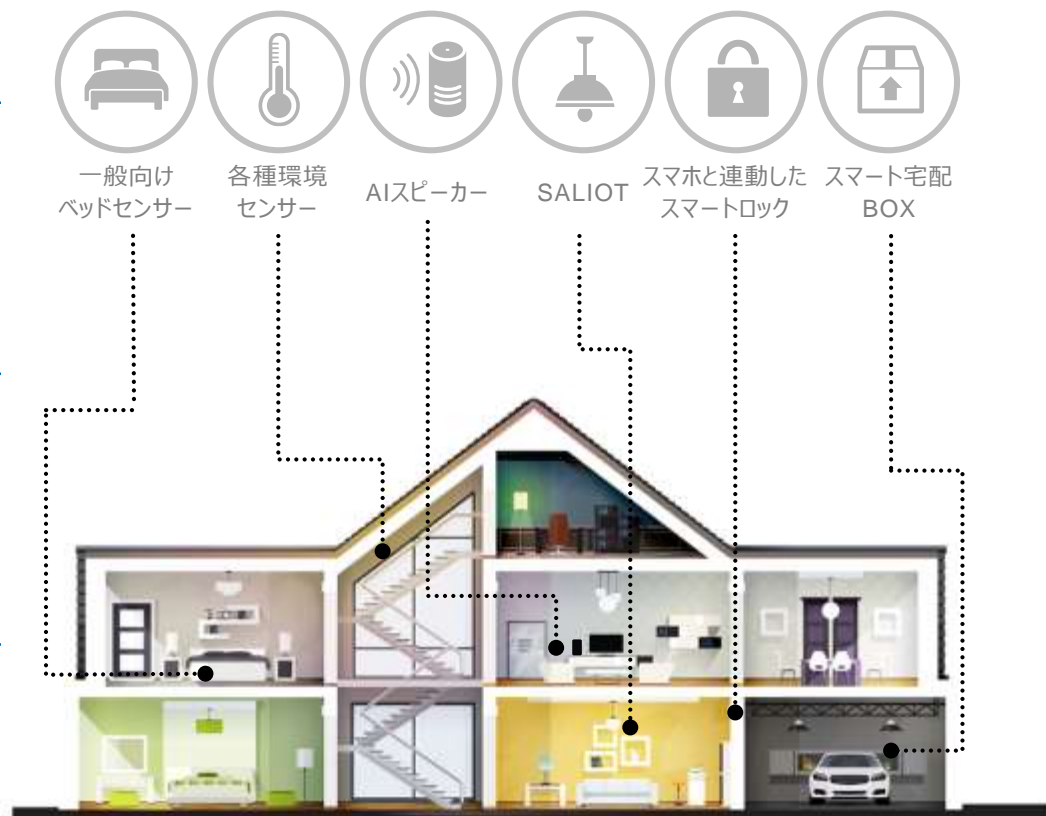 一般向け
ベッドセンサー
各種環境
センサー
AIスピーカー
SALIOT
スマホと連動した
スマートロック
スマート宅配
BOX